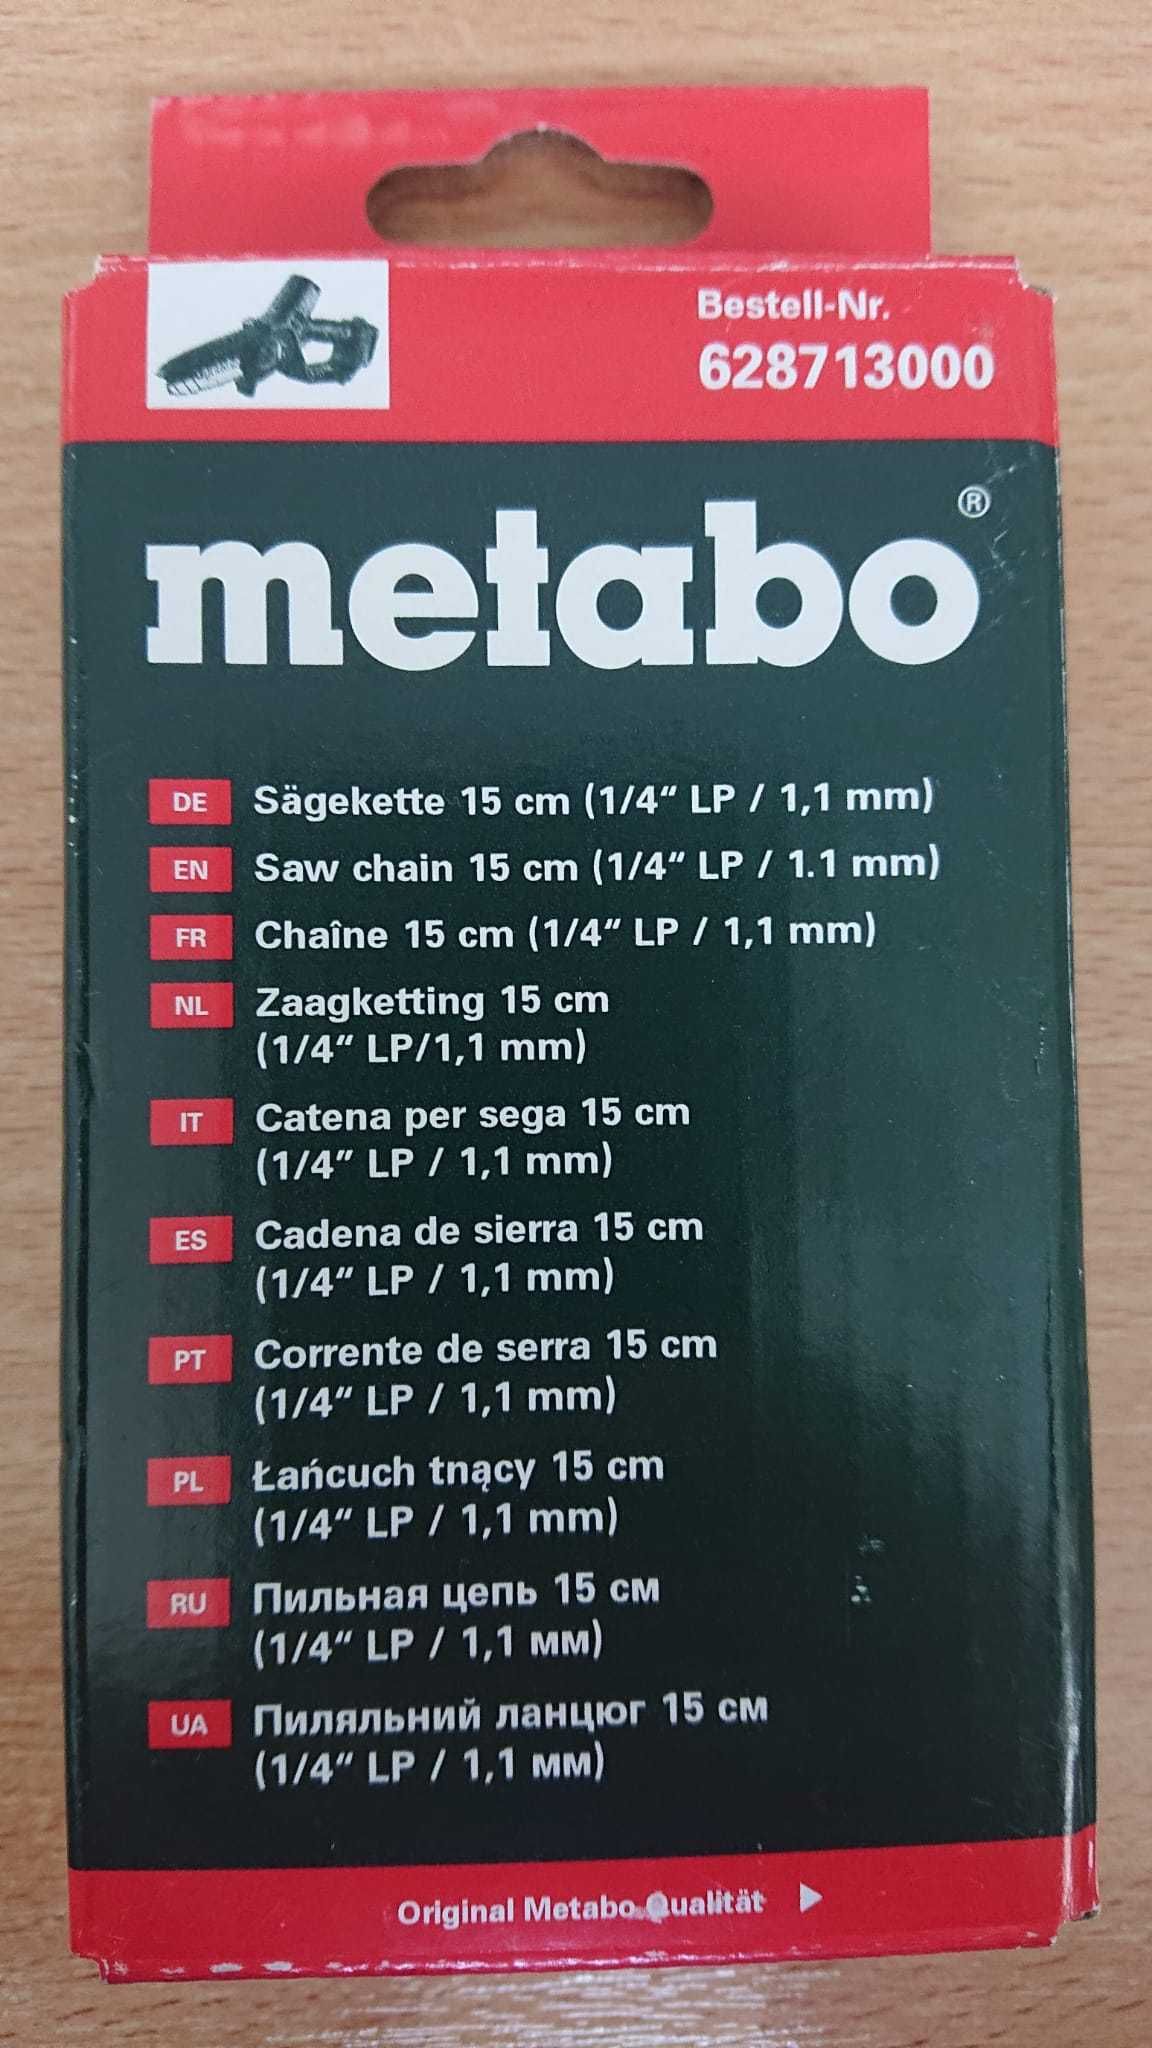 Bestell-Nr.
628713000
metabo®
DE Sägekette 15 cm (1/4“ LP / 1,1 mm)
EN Saw chain 15 cm (1/4“ LP / 1.1 mm)
FR Chaîne 15 cm (1/4“ LP / 1,1 mm)
NL Zaagketting 15 cm
(1/4“ LP/1,1 mm)
IT Catena per sega 15 cm
(1/4” LP / 1,1 mm)
ES Cadena de sierra 15 cm
(1/4“ LP / 1,1 mm)
PT Corrente de serra 15 cm
(1/4“ LP / 1,1 mm)
PL Łańcuch tnący 15 cm
(1/4“ LP / 1,1 mm)
RU Пильная цепь 15 см
(1/4“ LP / 1,1 мм)
UA Пиляльний ланцюг 15 см
(1/4“ LP / 1,1 мм)
Original Metabo Qualität